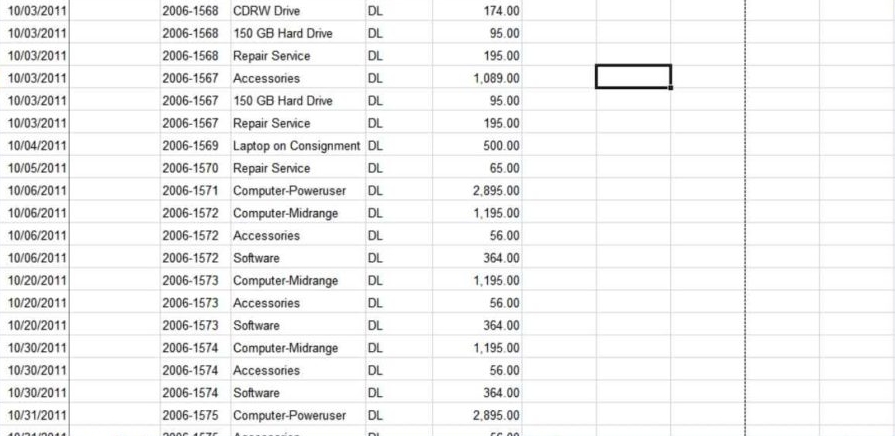 10/03/2011 2006-1568 CDRW Drive DL 174.00
10/03/2011 2006-1568 150 GB Hard Drive DL 95.00
10/03/2011 2006-1568 Repair Service DL 195.00
10/03/2011 2006-1567 Accessories DL 1,089.00
10/03/2011 2006-1567 150 GB Hard Drive DL 95.00
10/03/2011 2006-1567 Repair Service DL 195.00
10/04/2011 2006-1569 Laptop on Consignment DL 500.00
10/05/2011 2006-1570 Repair Service DL 65.00
10/06/2011 2006-1571 Computer-Poweruser DL 2,895.00
10/06/2011 2006-1572 Computer-Midrange DL 1,195.00
10/06/2011 2006-1572 Accessories DL 56.00
10/06/2011 2006-1572 Software DL 364.00
10/20/2011 2006-1573 Computer-Midrange DL 1,195.00
10/20/2011 2006-1573 Accessories DL 56.00
10/20/2011 2006-1573 Software DL 364.00
10/30/2011 2006-1574 Computer-Midrange DL 1,195.00
10/30/2011 2006-1574 Accessories DL 56.00
10/30/2011 2006-1574 Software DL 364.00
10/31/2011 2006-1575 Computer-Poweruser DL 2,895.00